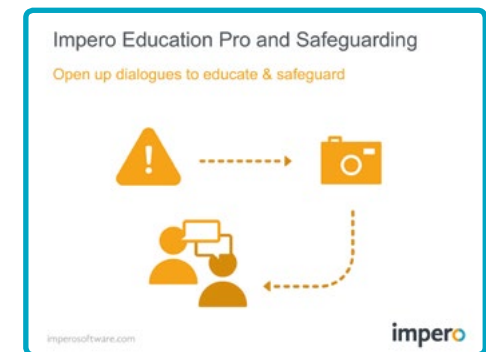 Impero Education Pro and Safeguarding
Open up dialogues to educate & safeguard
!
imperosoftware.com
impero